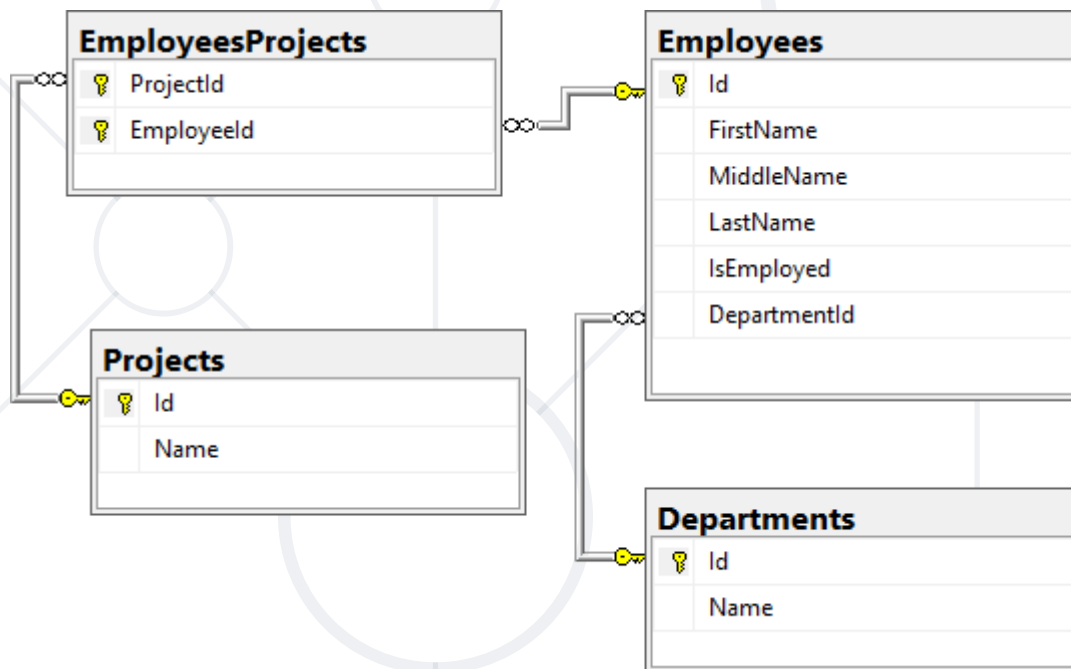 EmployeesProjects
ProjectId
EmployeeId
Employees
Id
FirstName
MiddleName
LastName
IsEmployed
DepartmentId
Projects
Id
Name
Departments
Id
Name